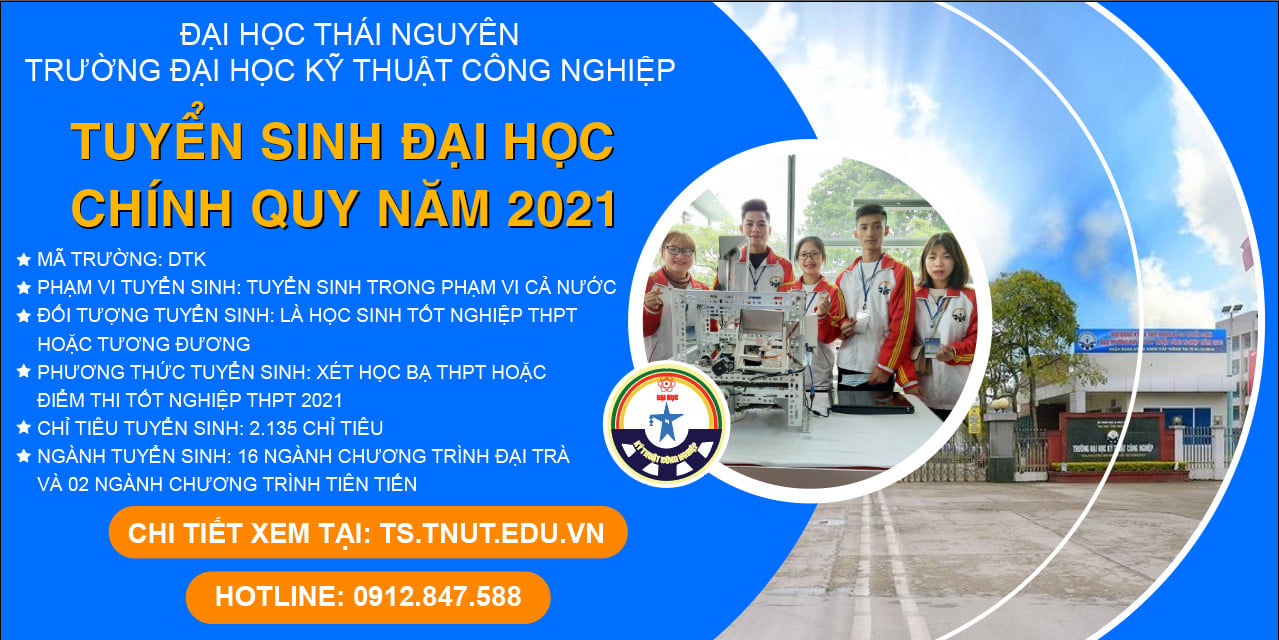 ĐẠI HỌC THÁI NGUYÊN
TRƯỜNG ĐẠI HỌC KỸ THUẬT CÔNG NGHIỆP
TUYỂN SINH ĐẠI HỌC
CHÍNH QUY NĂM 2021
MÃ TRƯỜNG: DTK
PHẠM VI TUYỂN SINH: TUYỂN SINH TRONG PHẠM VI CẢ NƯỚC
ĐỐI TƯỢNG TUYỂN SINH: LÀ HỌC SINH TỐT NGHIỆP THPT
HOẶC TƯƠNG ĐƯƠNG
PHƯƠNG THỨC TUYỂN SINH: XÉT HỌC BẠ THPT HOẶC
ĐIỂM THI TỐT NGHIỆP THPT 2021
CHỈ TIÊU TUYỂN SINH: 2.135 CHỈ TIÊU
NGÀNH TUYỂN SINH: 16 NGÀNH CHƯƠNG TRÌNH ĐẠI TRÀ
VÀ 02 NGÀNH CHƯƠNG TRÌNH TIÊN TIẾN
CHI TIẾT XEM TẠI: TS.TNUT.EDU.VN
HOTLINE: 0912.847.588
ĐẠI HỌC
KỸ THUẬT CÔNG NGHIỆP
TRƯỜNG ĐẠI HỌC KỸ THUẬT CÔNG NGHIỆP